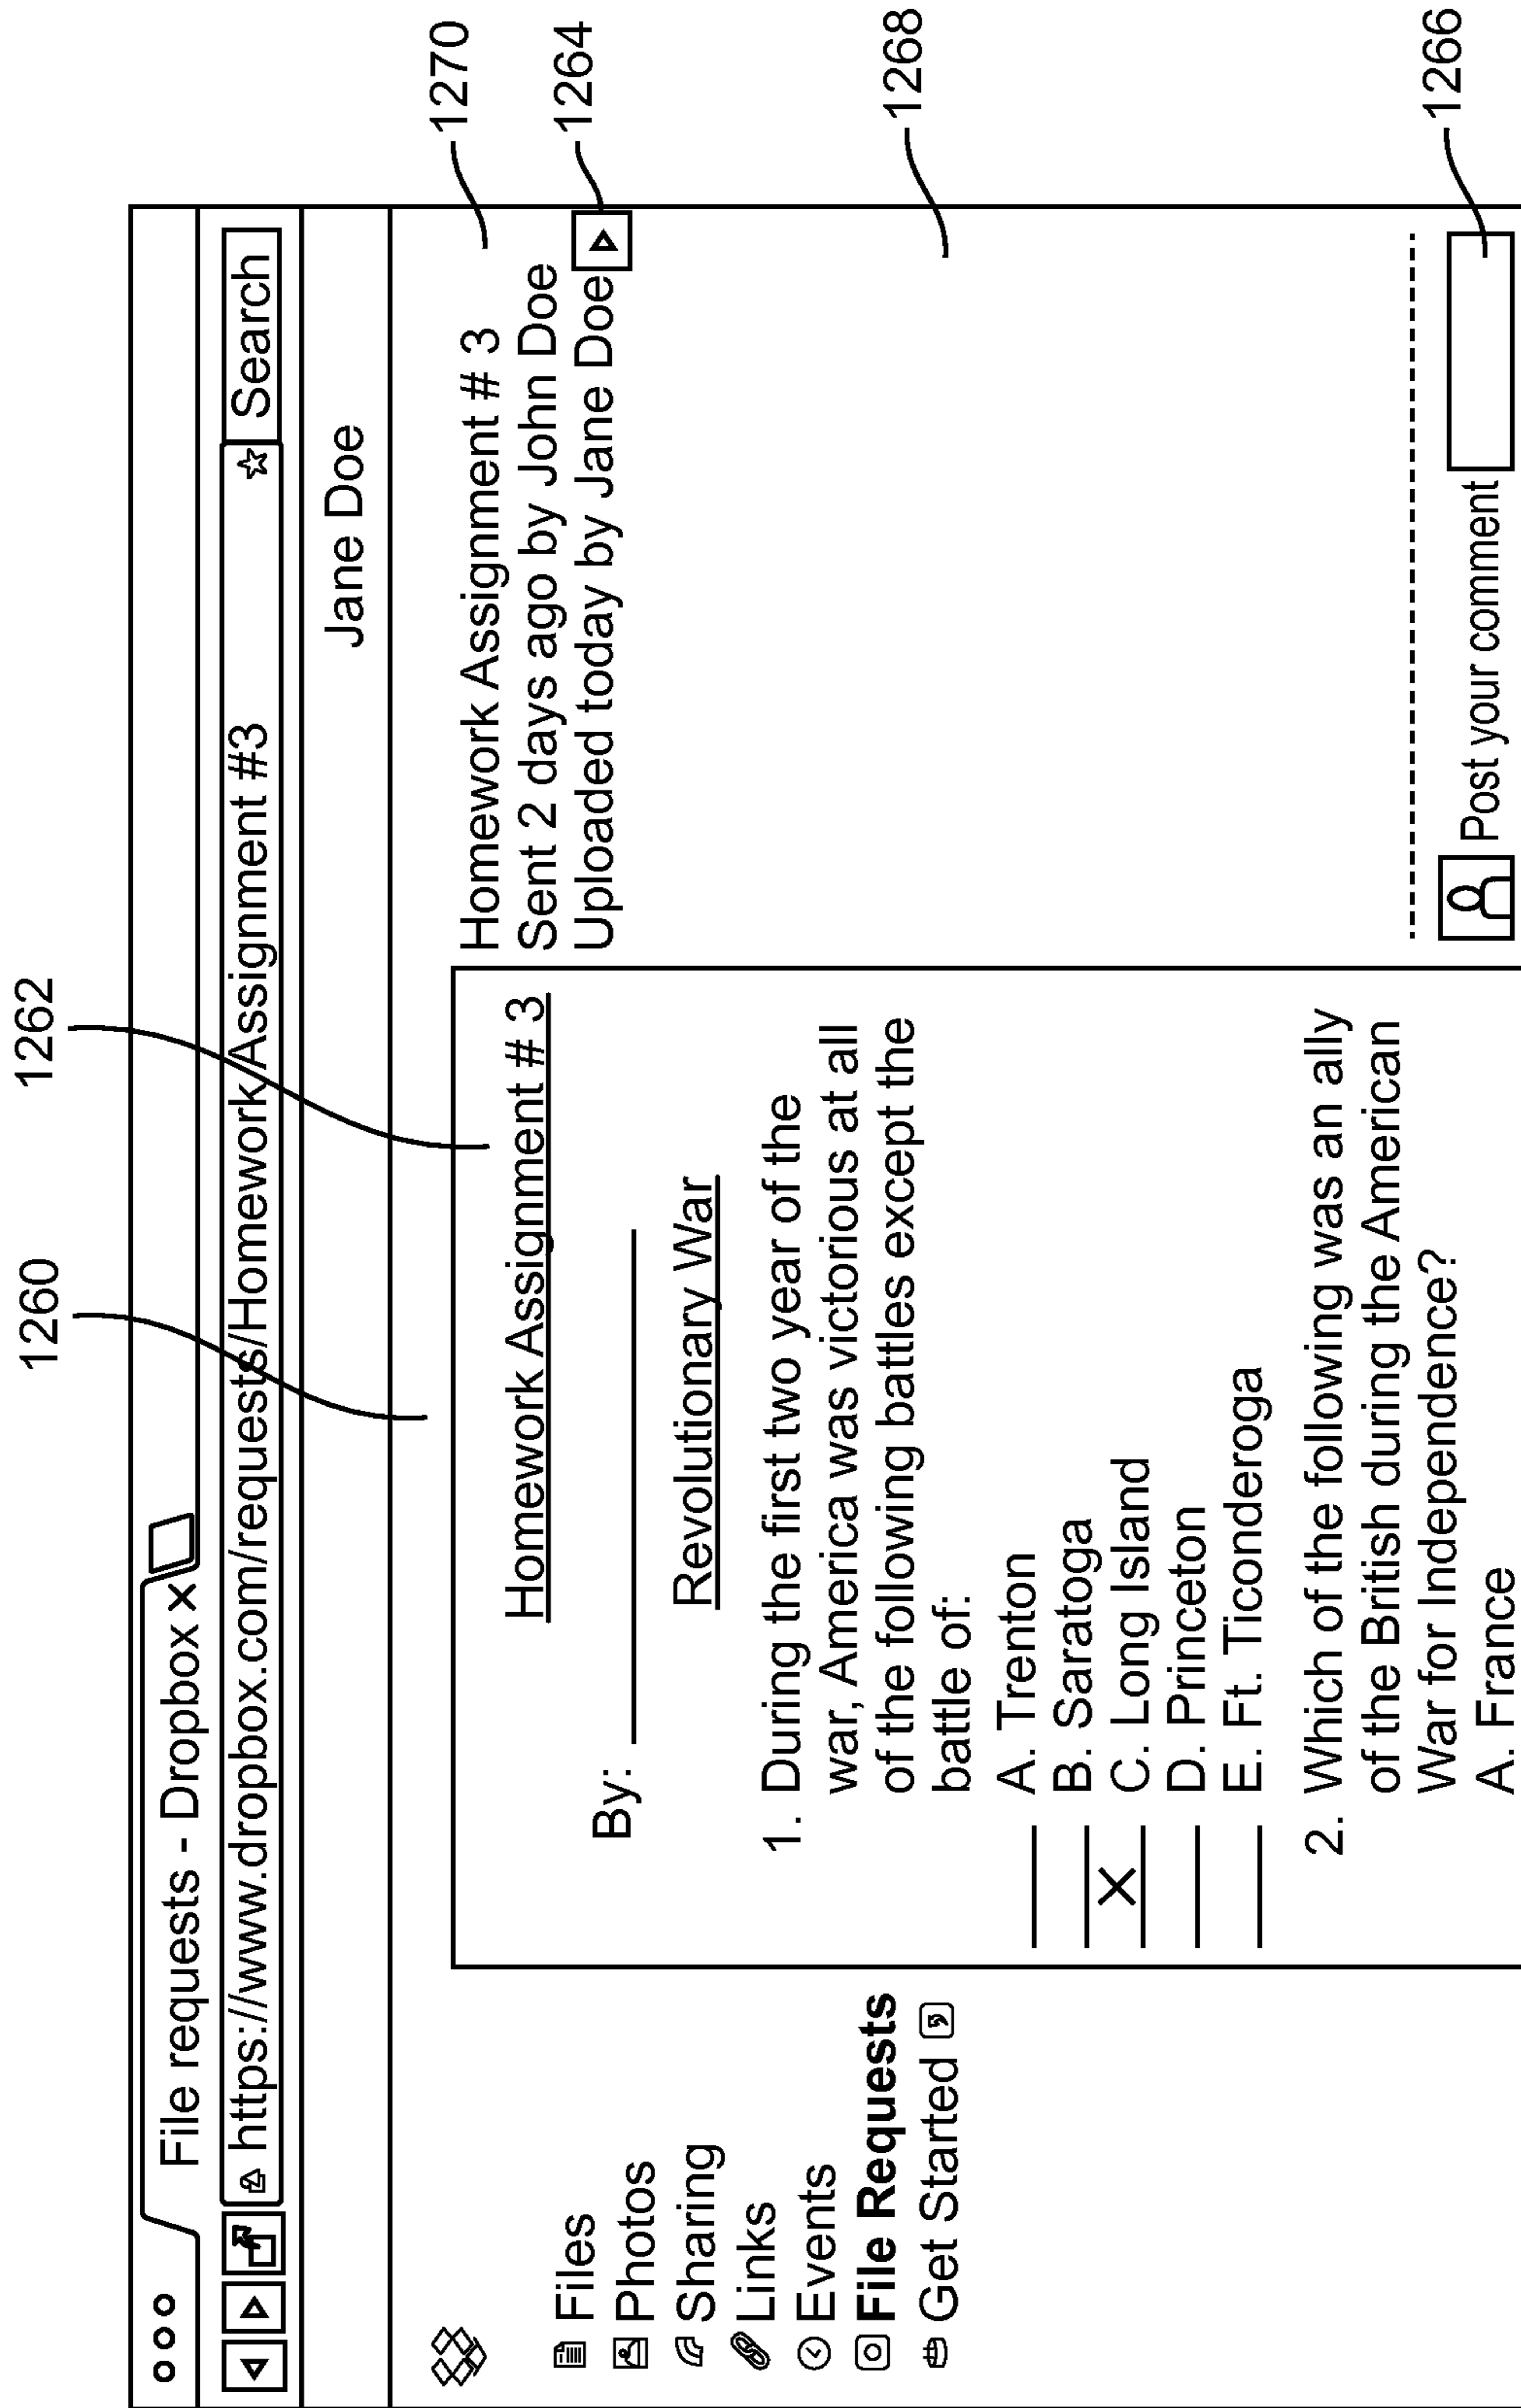 1260
1262
File requests - Dropbox ×
https://www.dropbox.com/requests/Homework Assignment #3
Search
Jane Doe
Files
Photos
Sharing
Links
Events
File Requests
Get Started
Homework Assignment # 3
By:
Revolutionary War
1. During the first two year of the
war, America was victorious at all
of the following battles except the
battle of:
A. Trenton
B. Saratoga
X C. Long Island
D. Princeton
E. Ft. Ticonderoga
2. Which of the following was an ally
of the British during the American
War for Independence?
A. France
Homework Assignment # 3
Sent 2 days ago by John Doe
Uploaded today by Jane Doe
Post your comment
1270
1264
1268
1266